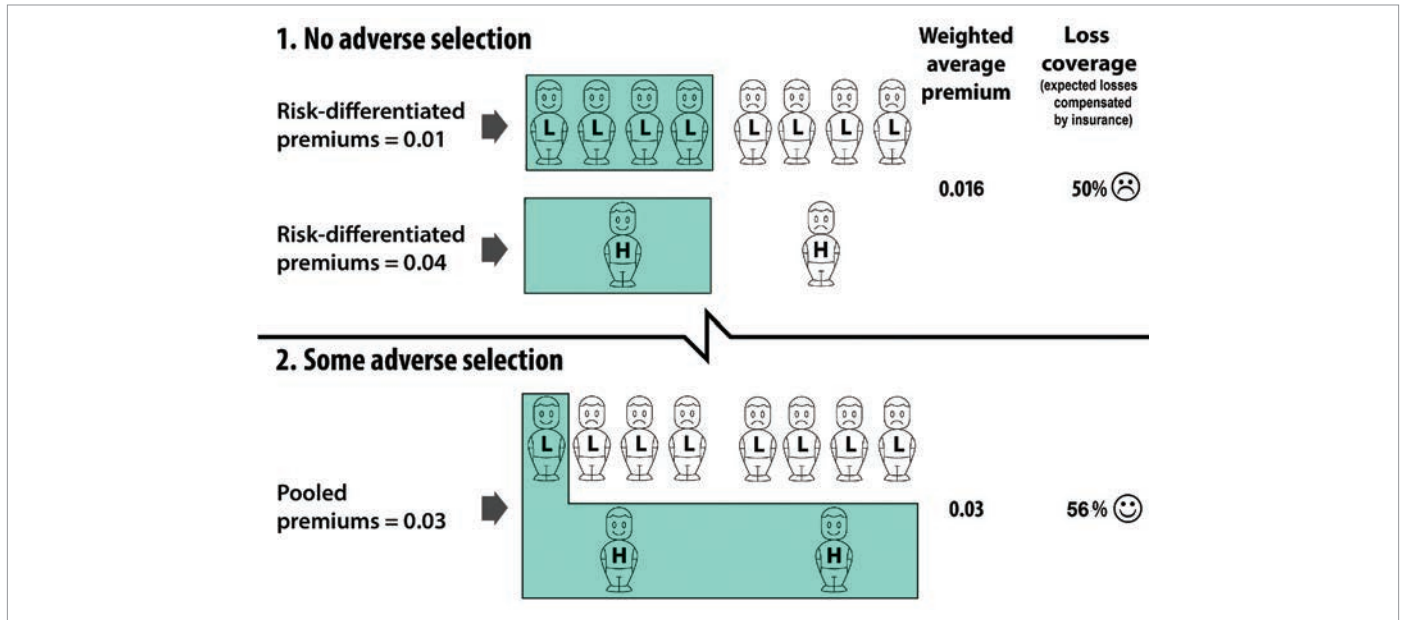 1. No adverse selection
Weighted
average
premium
Loss
coverage
(expected losses
compensated
by insurance)
Risk-differentiated
premiums = 0.01
L L L L L L L L
0.016
50%
Risk-differentiated
premiums = 0.04
H H
2. Some adverse selection
L L L L L L L L
Pooled
premiums = 0.03
0.03
56 %
H H